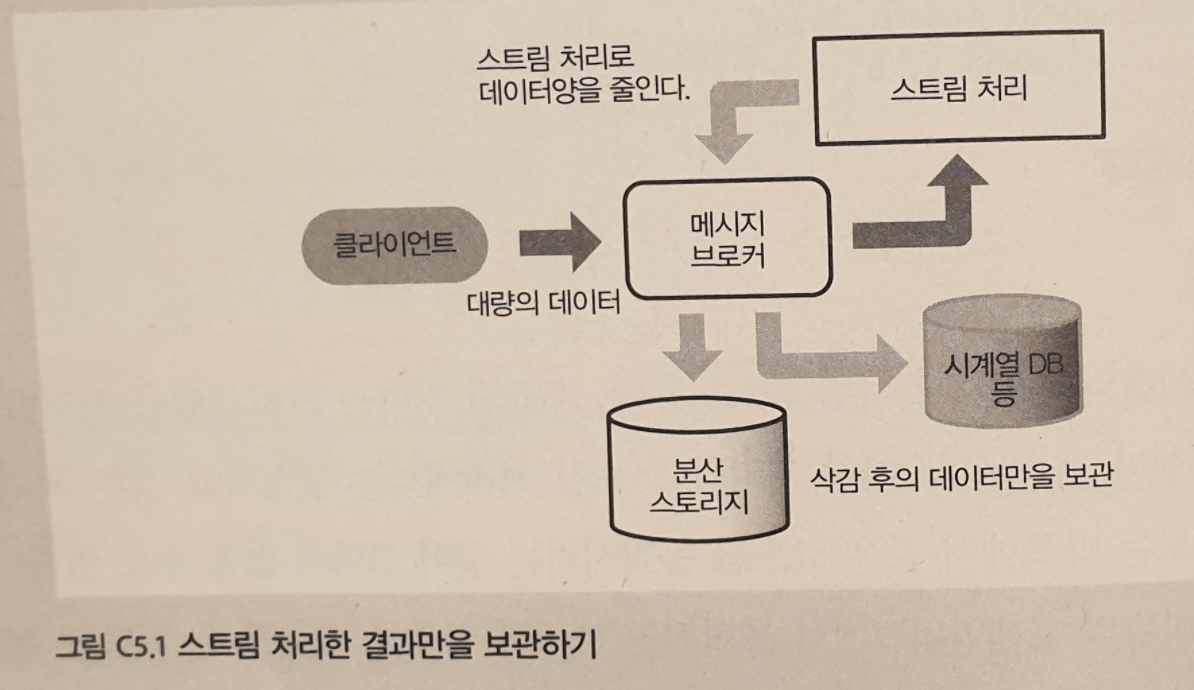 스트림 처리로
데이터양을 줄인다.
스트림 처리
클라이언트
메시지
브로커
대량의 데이터
시계열 DB
등
분산
스토리지
삭감 후의 데이터만을 보관
그림 C5.1 스트림 처리한 결과만을 보관하기